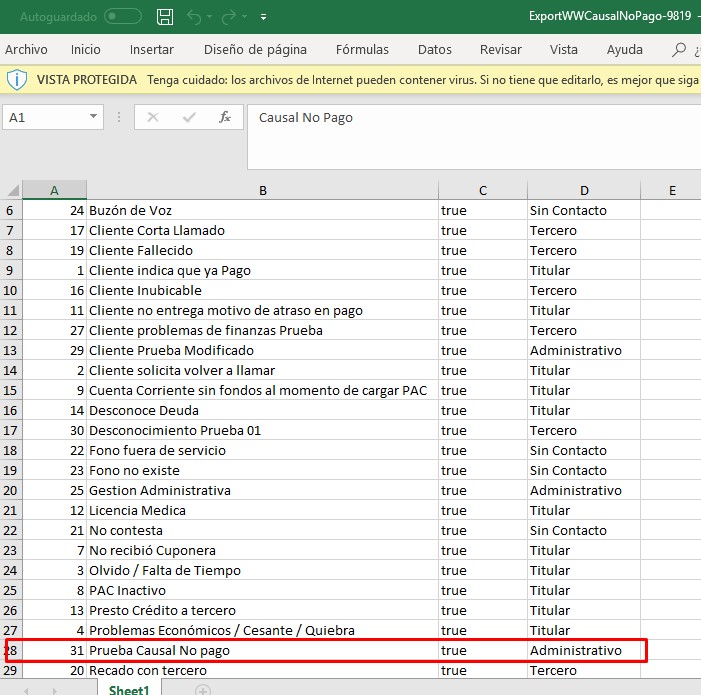 Autoguardado ExportWWCausalNoPago-9819 -
Archivo Inicio Insertar Diseño de página Fórmulas Datos Revisar Vista Ayuda
VISTA PROTEGIDA Tenga cuidado: los archivos de Internet pueden contener virus. Si no tiene que editarlo, es mejor que siga
A1 fx Causal No Pago
A B C D E
6 24 Buzón de Voz true Sin Contacto
7 17 Cliente Corta Llamado true Tercero
8 19 Cliente Fallecido true Tercero
9 1 Cliente indica que ya Pago true Titular
10 16 Cliente Inubicable true Tercero
11 11 Cliente no entrega motivo de atraso en pago true Titular
12 27 Cliente problemas de finanzas Prueba true Tercero
13 29 Cliente Prueba Modificado true Administrativo
14 2 Cliente solicita volver a llamar true Titular
15 9 Cuenta Corriente sin fondos al momento de cargar PAC true Titular
16 14 Desconoce Deuda true Titular
17 30 Desconocimiento Prueba 01 true Tercero
18 22 Fono fuera de servicio true Sin Contacto
19 23 Fono no existe true Sin Contacto
20 25 Gestion Administrativa true Administrativo
21 12 Licencia Medica true Titular
22 21 No contesta true Sin Contacto
23 7 No recibió Cuponera true Titular
24 3 Olvido / Falta de Tiempo true Titular
25 8 PAC Inactivo true Titular
26 13 Presto Crédito a tercero true Titular
27 4 Problemas Económicos / Cesante / Quiebra true Titular
28 31 Prueba Causal No pago true Administrativo
29 20 Recado con tercero true Tercero
Sheet1